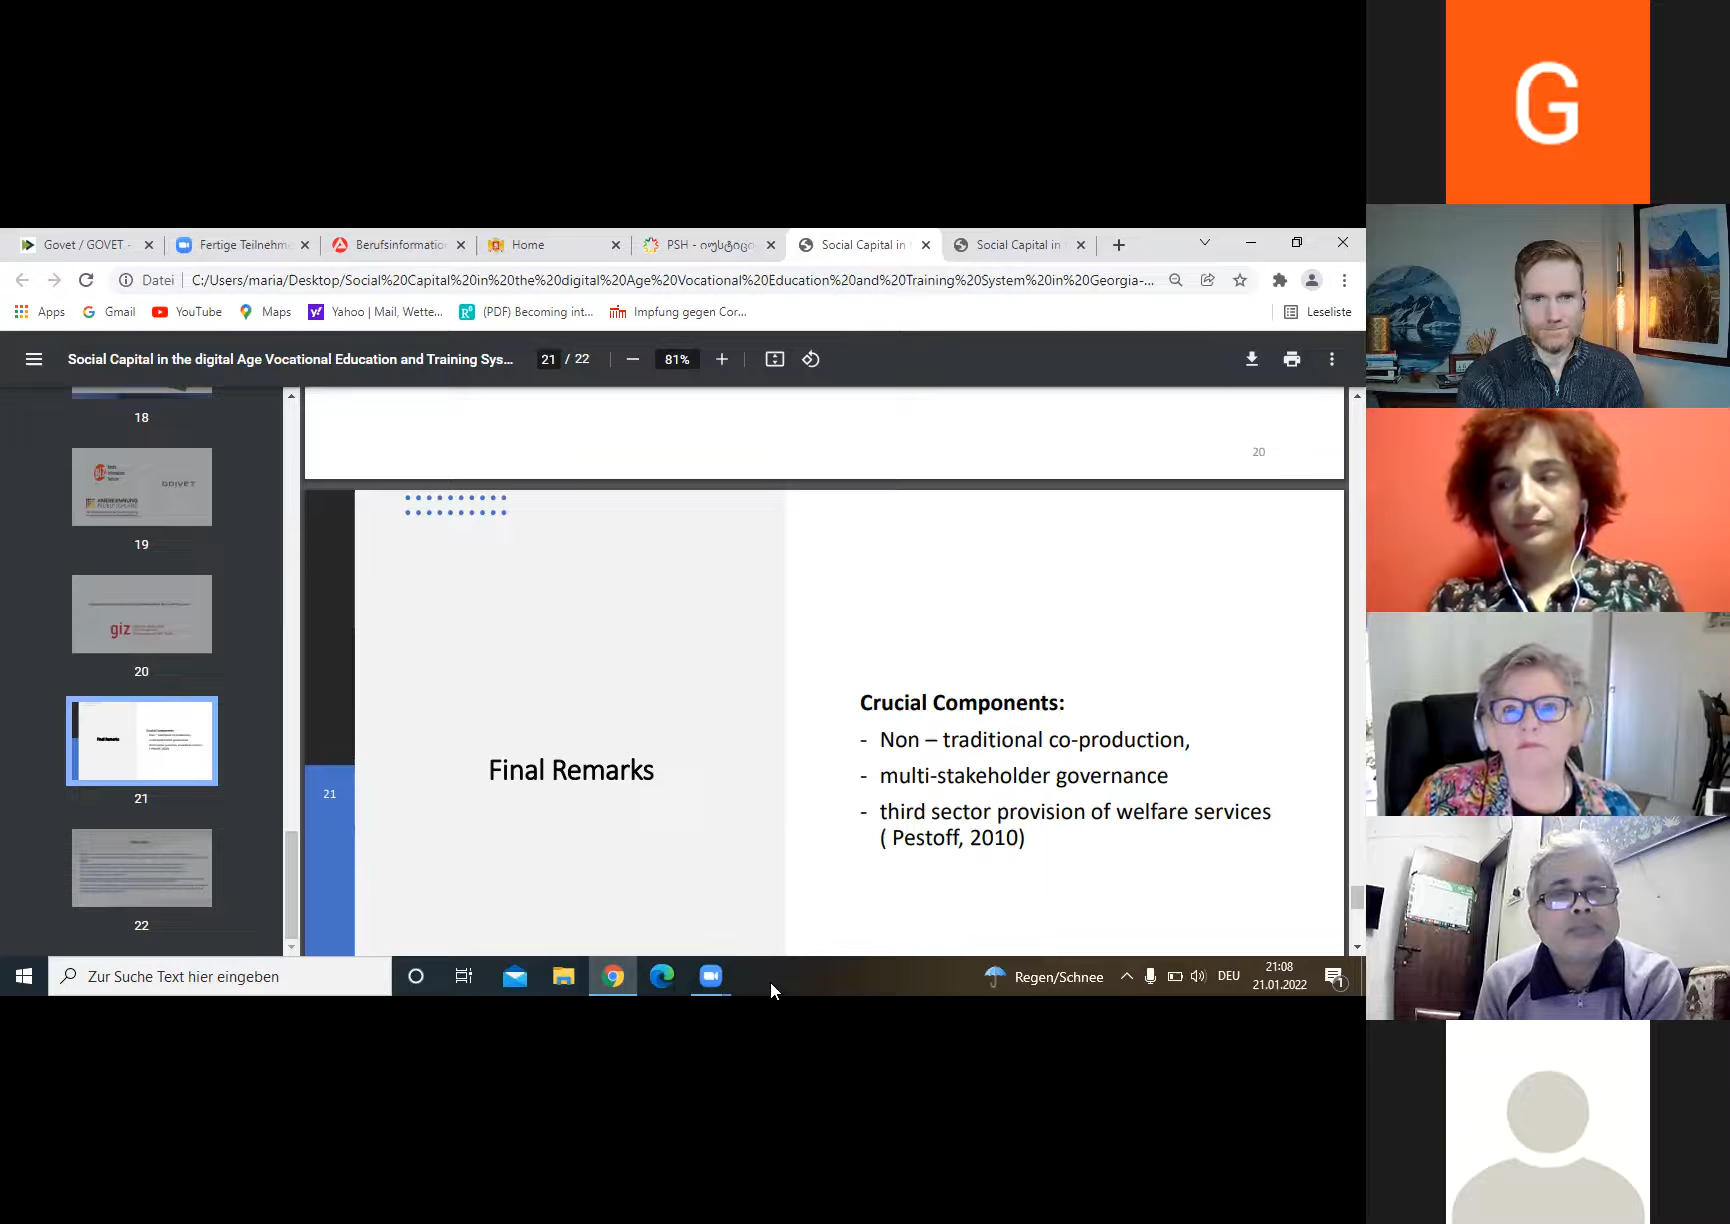 G
Govet / GOVET -
Fertige Teilnehm
Berufsinformatio
Home
PSH - იუსტიცი
Social Capital in
Social Capital in
Datei
C:/Users/maria/Desktop/Social%20Capital%20in%20the%20digital%20Age%20Vocational%20Education%20and%20Training%20System%20in%20Georgia-...
Apps
Gmail
YouTube
Maps
Yahoo | Mail, Wette...
(PDF) Becoming int...
Impfung gegen Cor...
Leseliste
Social Capital in the digital Age Vocational Education and Training Sys...
21 / 22
81%
18
GOVET
19
giz
20
Final Remarks
21
22
20
21
Final Remarks
Crucial Components:
- Non – traditional co-production,
- multi-stakeholder governance
- third sector provision of welfare services
( Pestoff, 2010)
Zur Suche Text hier eingeben
Regen/Schnee
DEU
21:08
21.01.2022
1